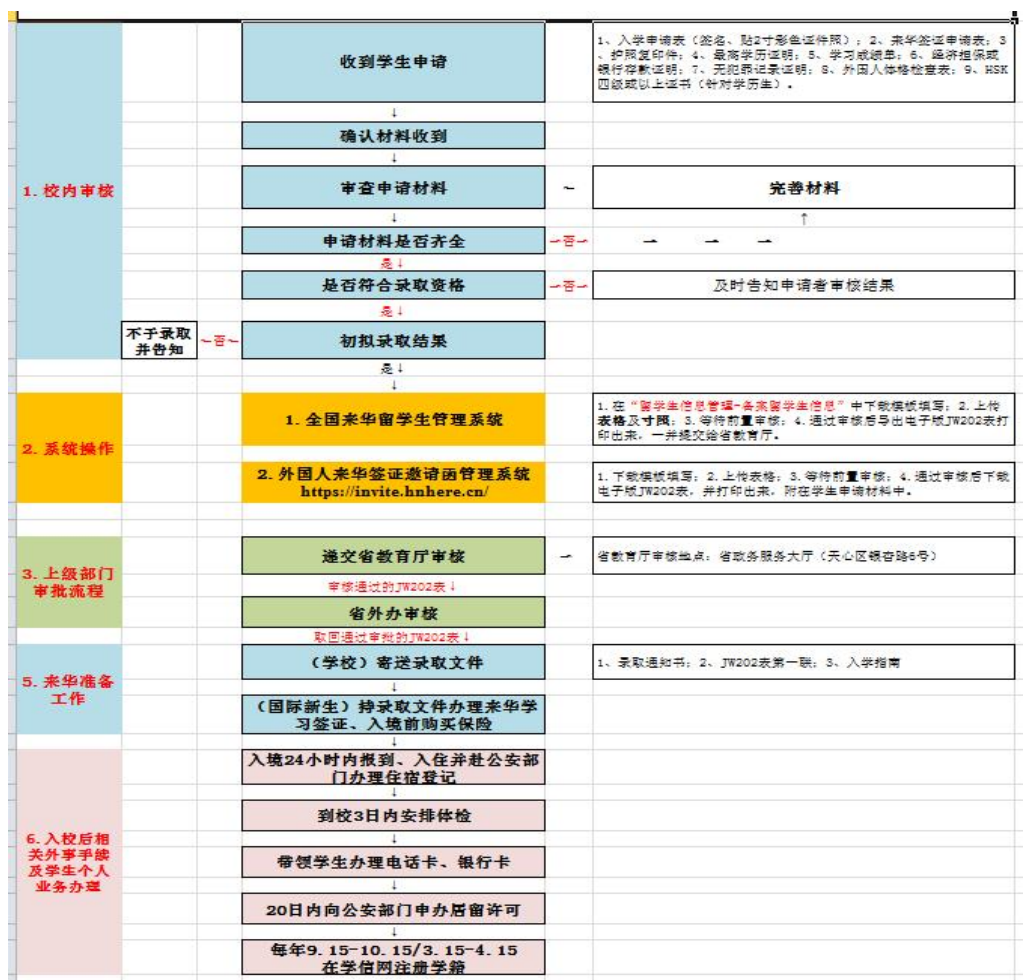 收到学生申请
1、入学申请表（签名、贴2寸彩色证件照）；2、来华签证申请表；3
、护照复印件；4、最高学历证明；5、学习成绩单；6、经济担保或
银行存款证明；7、无犯罪记录证明；8、外国人体格检查表；9、HSK
四级或以上证书（针对学历生）。
↓
确认材料收到
↓
1. 校内审核
审查申请材料
完善材料
↓
↑
申请材料是否齐全
否
→ → →
是↓
是否符合录取资格
否
及时告知申请者审核结果
是↓
不予录取
并告知
否
初拟录取结果
是↓
↓
2. 系统操作
1. 全国来华留学生管理系统
1. 在“留学生信息管理-备案留学生信息”中下载模板填写；2. 上传
表格及寸照；3. 等待前置审核；4. 通过审核后导出电子版JW202表打
印出来，一并提交给省教育厅。
2. 外国人来华签证邀请函管理系统
https://invite.hnhere.cn/
1. 下载模板填写；2. 上传表格；3. 等待前置审核；4. 通过审核后下载
电子版JW202表，并打印出来，附在学生申请材料中。
3. 上级部门
审批流程
递交省教育厅审核
→
省教育厅审核地点：省政务服务大厅（天心区银杏路6号）
审核通过的JW202表↓
省外办审核
取回通过审批的JW202表↓
5. 来华准备
工作
（学校）寄送录取文件
1、录取通知书；2、JW202表第一联；3、入学指南
↓
（国际新生）持录取文件办理来华学
习签证、入境前购买保险
↓
6. 入校后相
关外事手续
及学生个人
业务办理
入境24小时内报到、入住并赴公安部
门办理住宿登记
↓
到校3日内安排体检
↓
带领学生办理电话卡、银行卡
↓
20日内向公安部门申办居留许可
↓
每年9. 15-10. 15/3. 15-4. 15
在学信网注册学籍